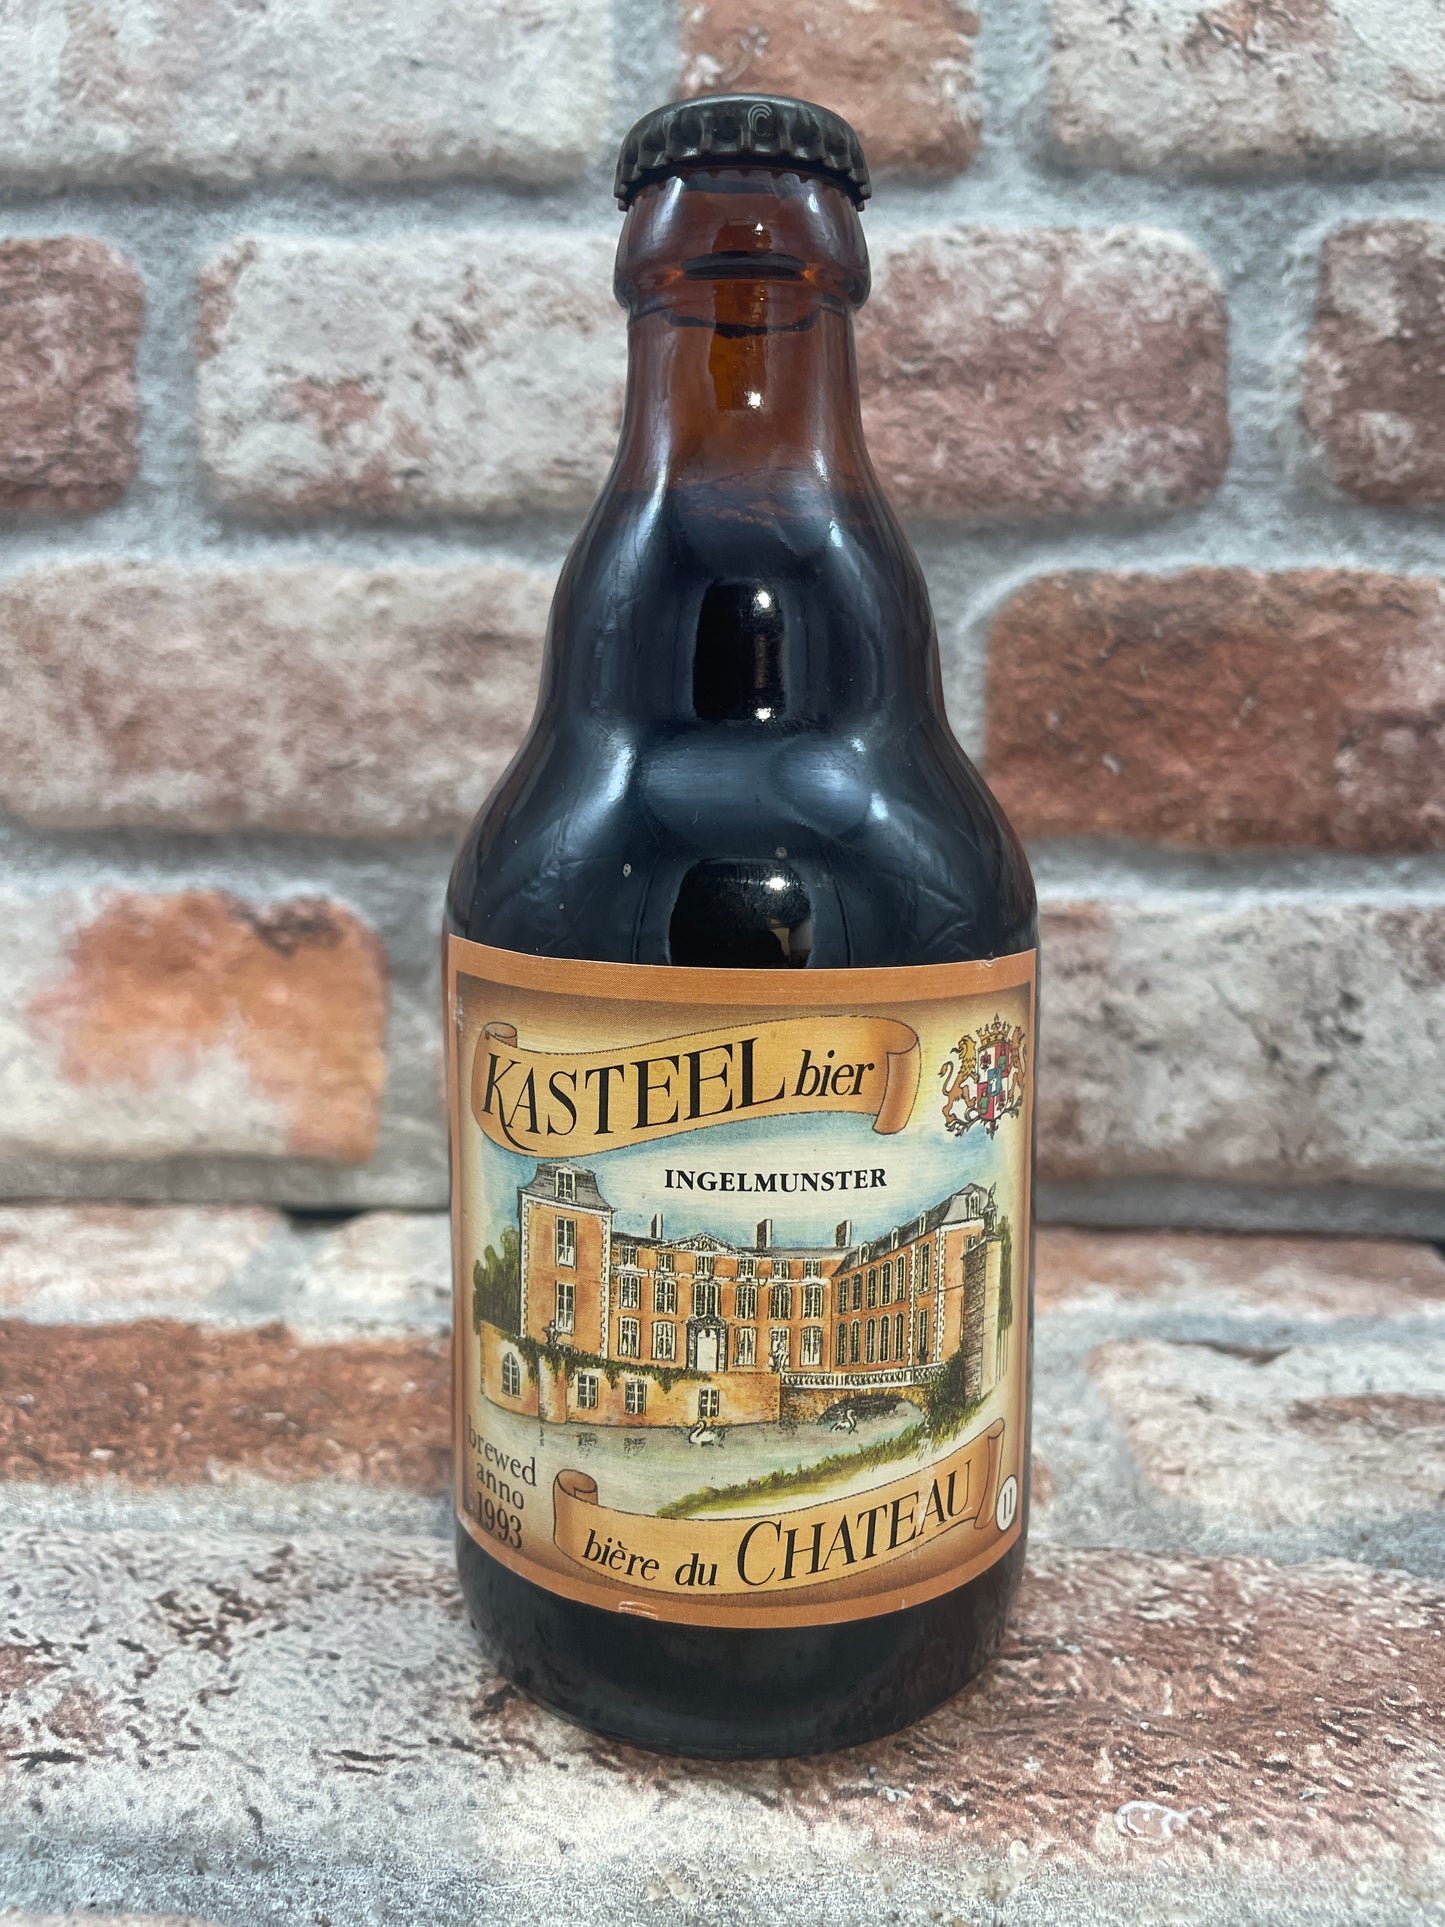 KASTEEL bier
INGELMUNSTER
brewed
anno
1993
bière du CHATEAU
11